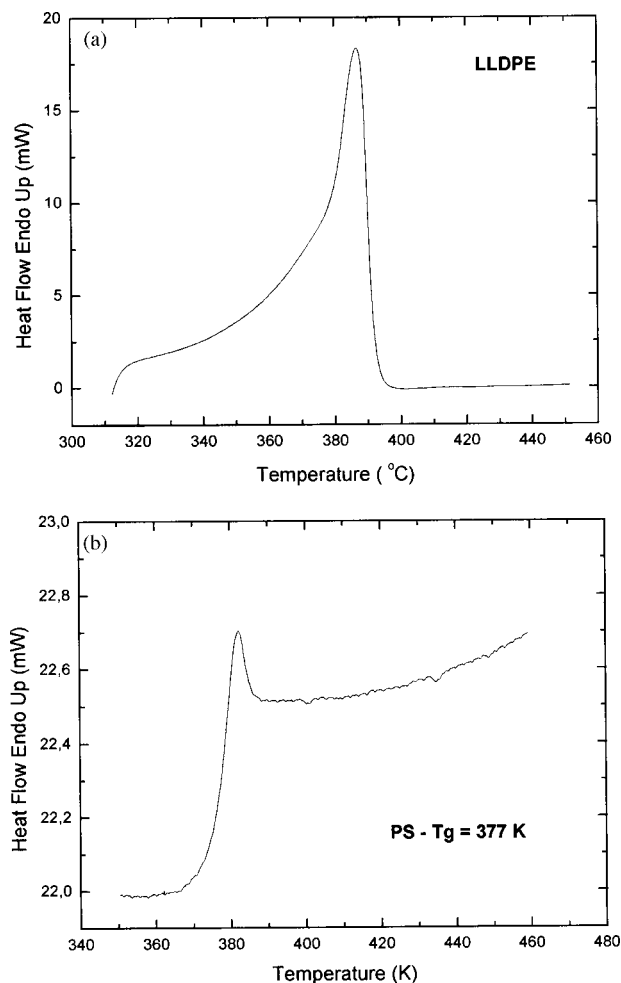 (a)
LLDPE
20
15
10
5
0
Heat Flow Endo Up (mW)
300 320 340 360 380 400 420 440 460
Temperature ( °C)
(b)
23,0
22,8
22,6
22,4
22,2
22,0
Heat Flow Endo Up (mW)
PS - Tg = 377 K
340 360 380 400 420 440 460 480
Temperature (K)